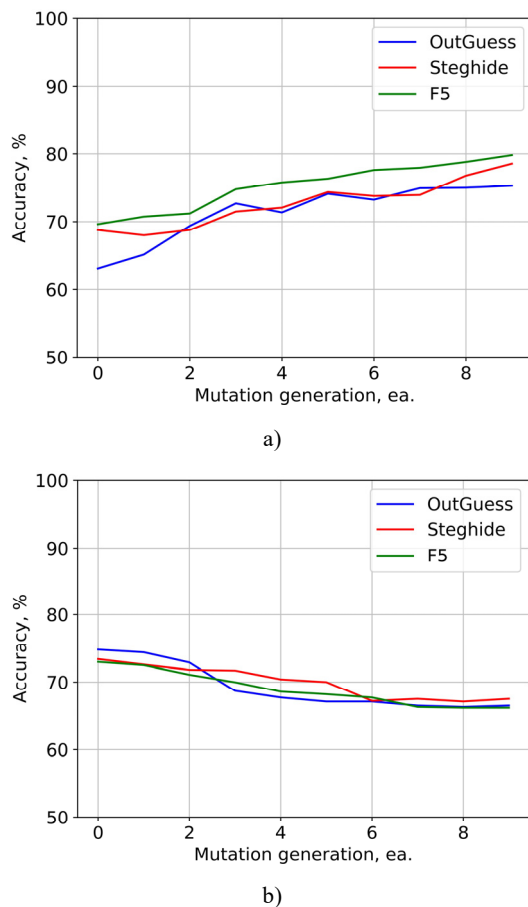 100
90
80
70
60
50
Accuracy, %
OutGuess
Steghide
F5
0 2 4 6 8
Mutation generation, ea.
a)
100
90
80
70
60
50
Accuracy, %
OutGuess
Steghide
F5
0 2 4 6 8
Mutation generation, ea.
b)